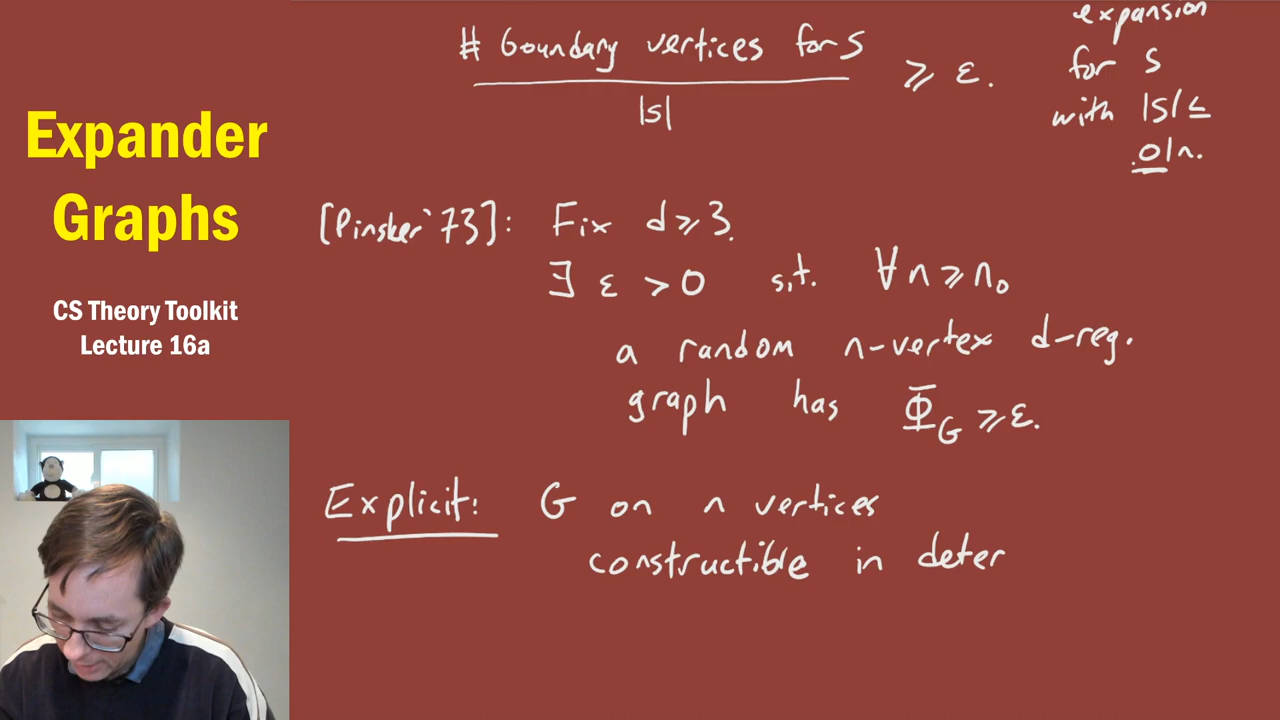 Expander
Graphs
CS Theory Toolkit
Lecture 16a
# boundary vertices for S
|S|
≥ ε.
expansion
for S
with |S| ≤
.01n.
[Pinsker '73]: Fix d ≥ 3.
∃ ε > 0 s.t. ∀ n ≥ n₀
a random n-vertex d-reg.
graph has Φ_G ≥ ε.
Explicit: G on n vertices
constructible in deter